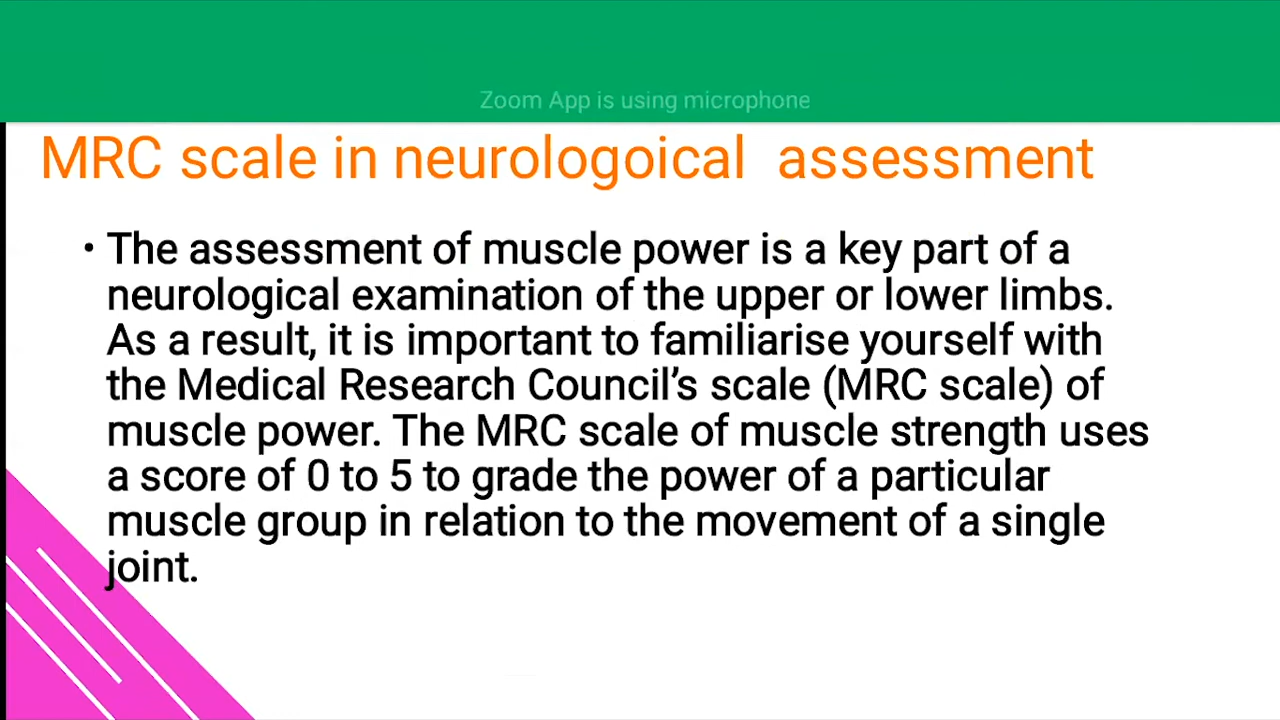 Zoom App is using microphone
MRC scale in neurologoical assessment
• The assessment of muscle power is a key part of a
neurological examination of the upper or lower limbs.
As a result, it is important to familiarise yourself with
the Medical Research Council’s scale (MRC scale) of
muscle power. The MRC scale of muscle strength uses
a score of 0 to 5 to grade the power of a particular
muscle group in relation to the movement of a single
joint.